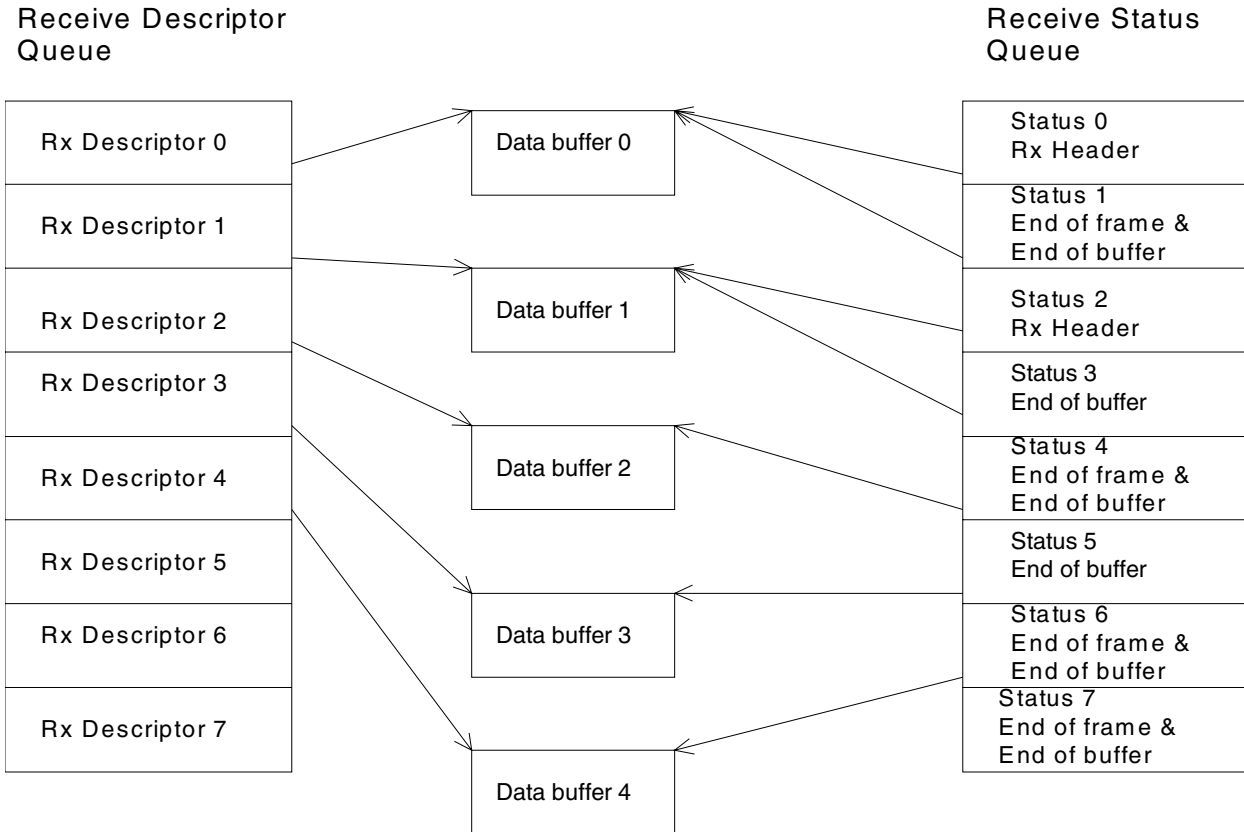 Receive Descriptor
Queue
Rx Descriptor 0
Rx Descriptor 1
Rx Descriptor 2
Rx Descriptor 3
Rx Descriptor 4
Rx Descriptor 5
Rx Descriptor 6
Rx Descriptor 7
Data buffer 0
Data buffer 1
Data buffer 2
Data buffer 3
Data buffer 4
Receive Status
Queue
Status 0
Rx Header
Status 1
End of frame &
End of buffer
Status 2
Rx Header
Status 3
End of buffer
Status 4
End of frame &
End of buffer
Status 5
End of buffer
Status 6
End of frame &
End of buffer
Status 7
End of frame &
End of buffer